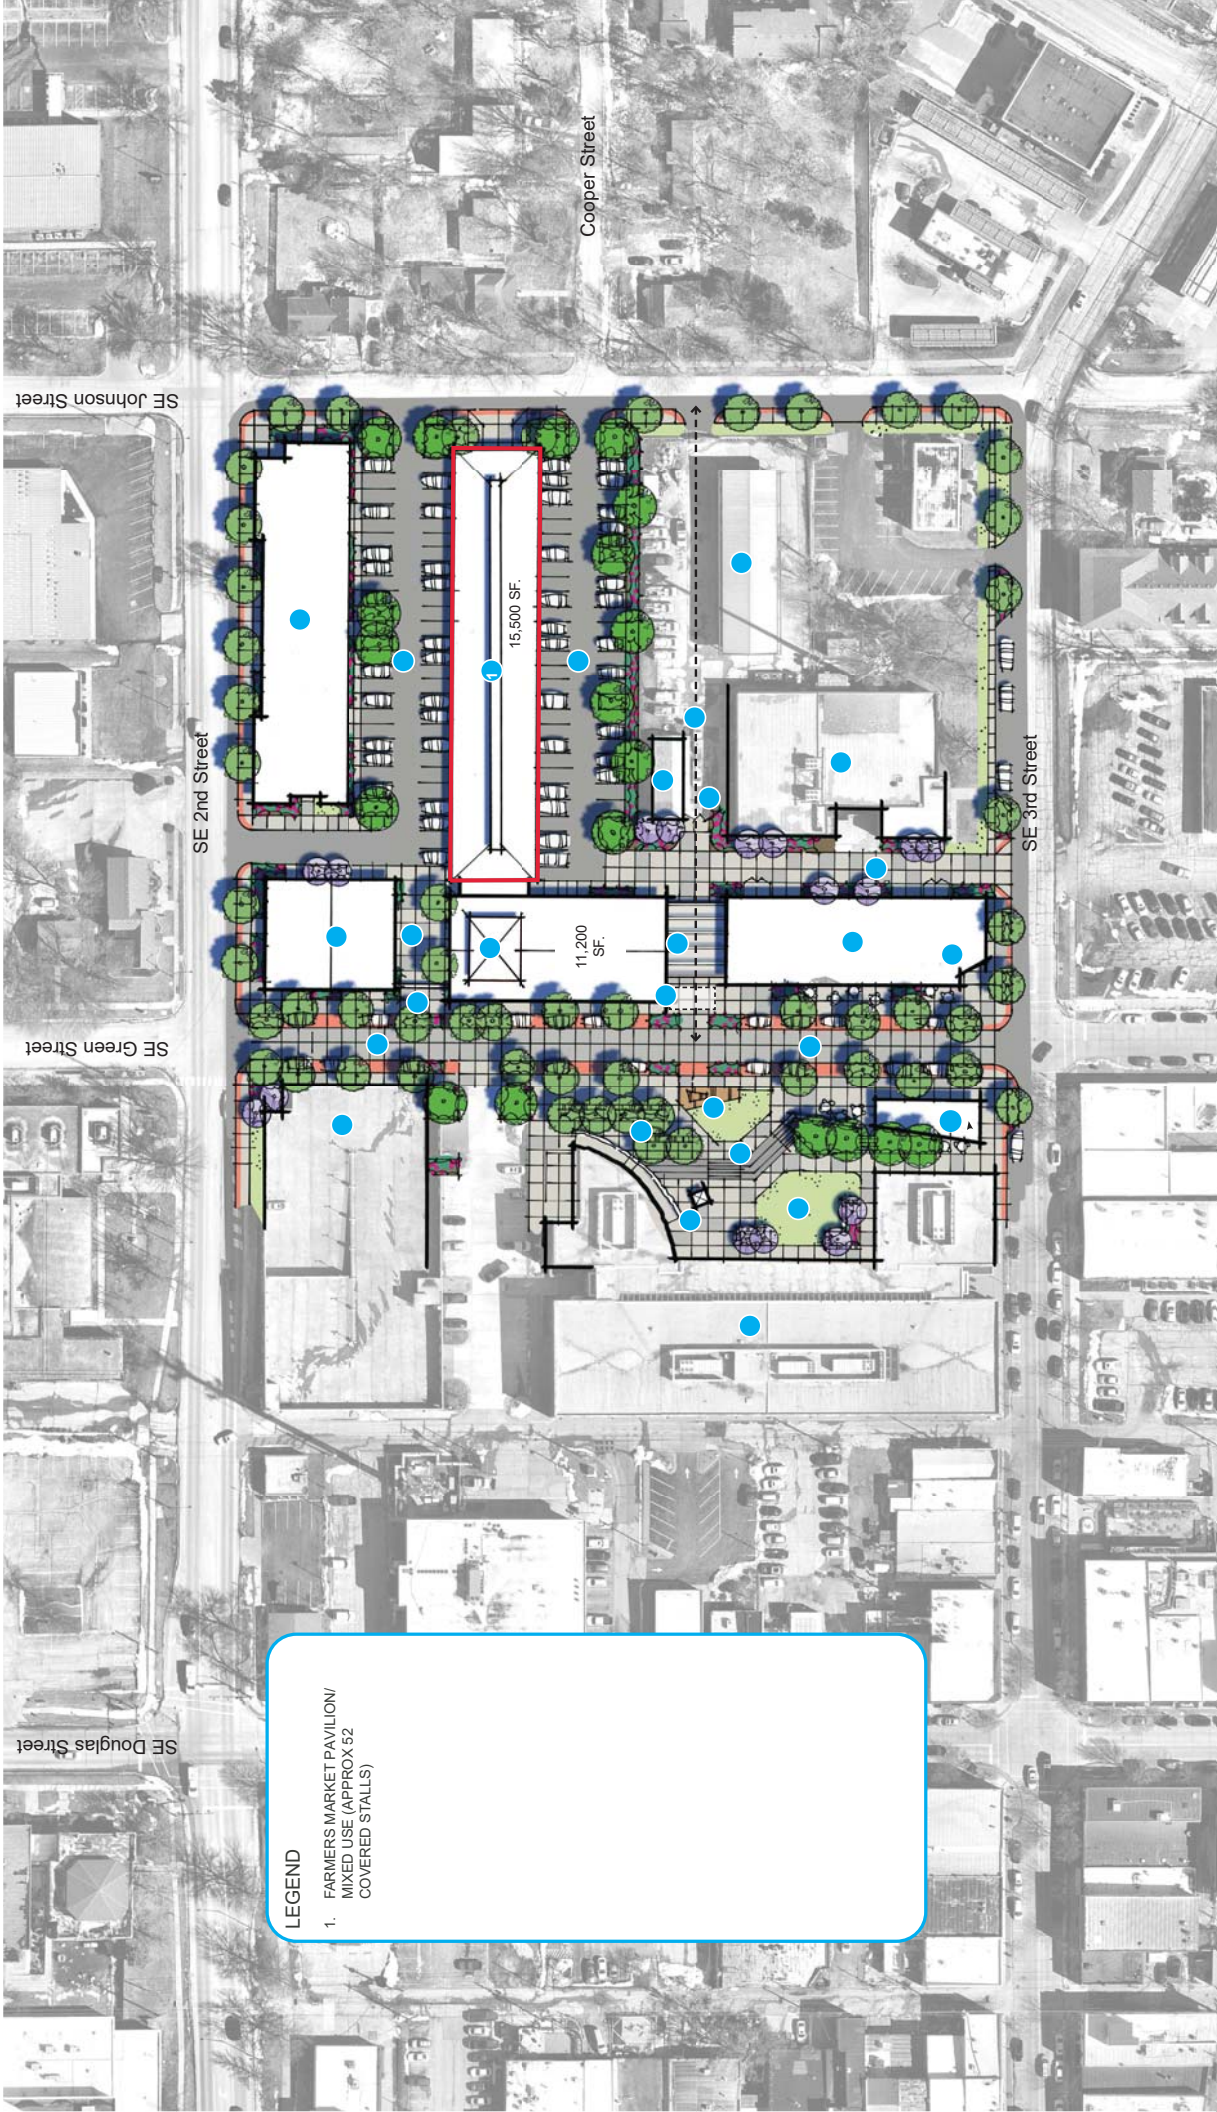 SE Johnson Street
Cooper Street
SE 2nd Street
SE 3rd Street
1
15,500 SF.
11,200
SF.
SE Green Street
SE Douglas Street
LEGEND
1. FARMERS MARKET PAVILION/
MIXED USE (APPROX 52
COVERED STALLS)